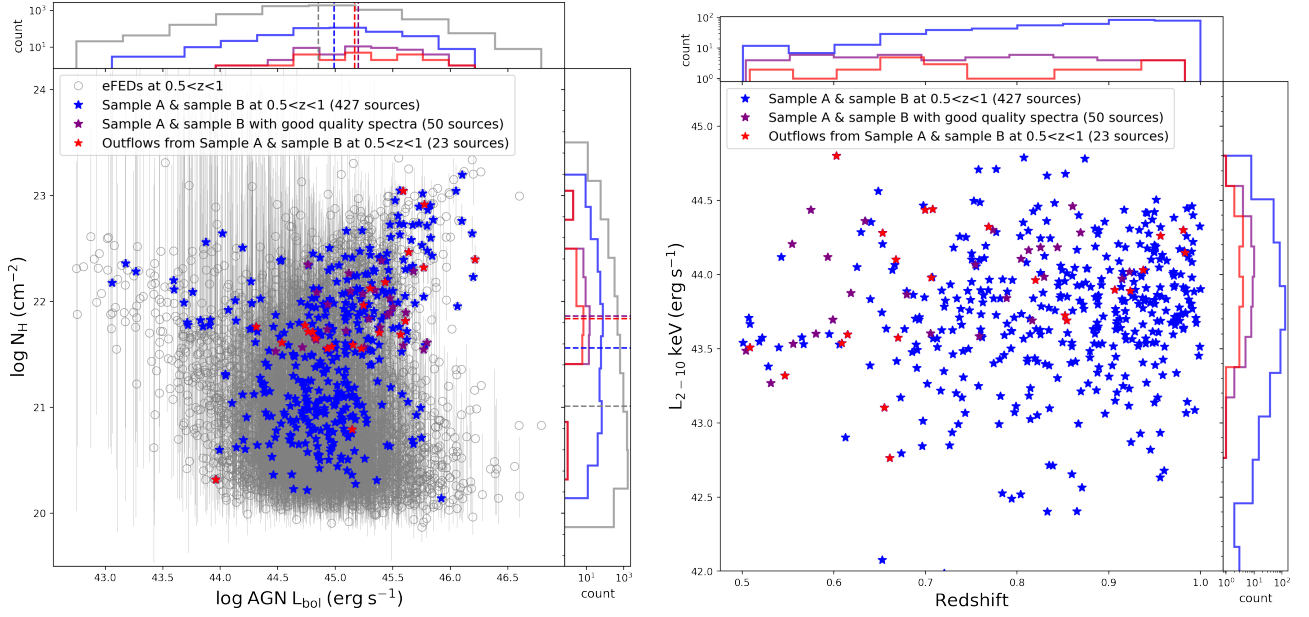 count
10³
10¹
24
23
22
21
20
log N_H (cm⁻²)
eFEDs at 0.5<z<1
Sample A & sample B at 0.5<z<1 (427 sources)
Sample A & sample B with good quality spectra (50 sources)
Outflows from Sample A & sample B at 0.5<z<1 (23 sources)
43.0 43.5 44.0 44.5 45.0 45.5 46.0 46.5
log AGN L_bol (erg s⁻¹)
10¹ 10³
count
count
10²
10¹
10⁰
45.0
44.5
44.0
43.5
43.0
42.5
42.0
L₂₋₁₀ keV (erg s⁻¹)
Sample A & sample B at 0.5<z<1 (427 sources)
Sample A & sample B with good quality spectra (50 sources)
Outflows from Sample A & sample B at 0.5<z<1 (23 sources)
0.5 0.6 0.7 0.8 0.9 1.0
Redshift
10⁰ 10¹ 10²
count